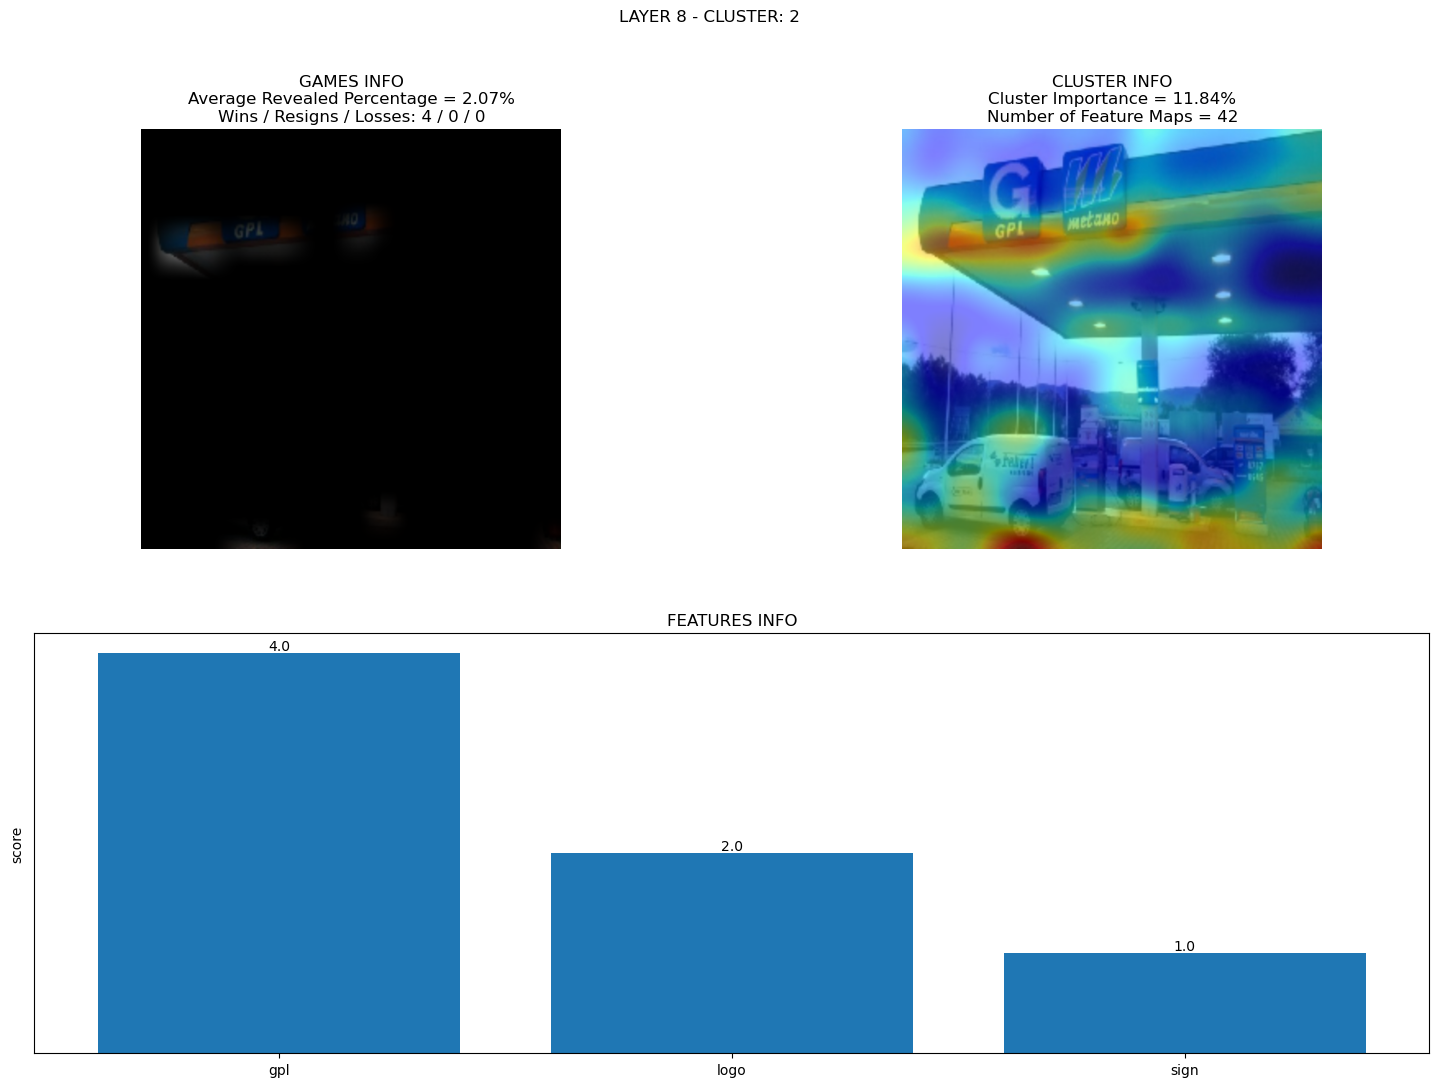 LAYER 8 - CLUSTER: 2
GAMES INFO
Average Revealed Percentage = 2.07%
Wins / Resigns / Losses: 4 / 0 / 0
GPL
CLUSTER INFO
Cluster Importance = 11.84%
Number of Feature Maps = 42
G
GPL
metano
FEATURES INFO
score
4.0
2.0
1.0
gpl
logo
sign